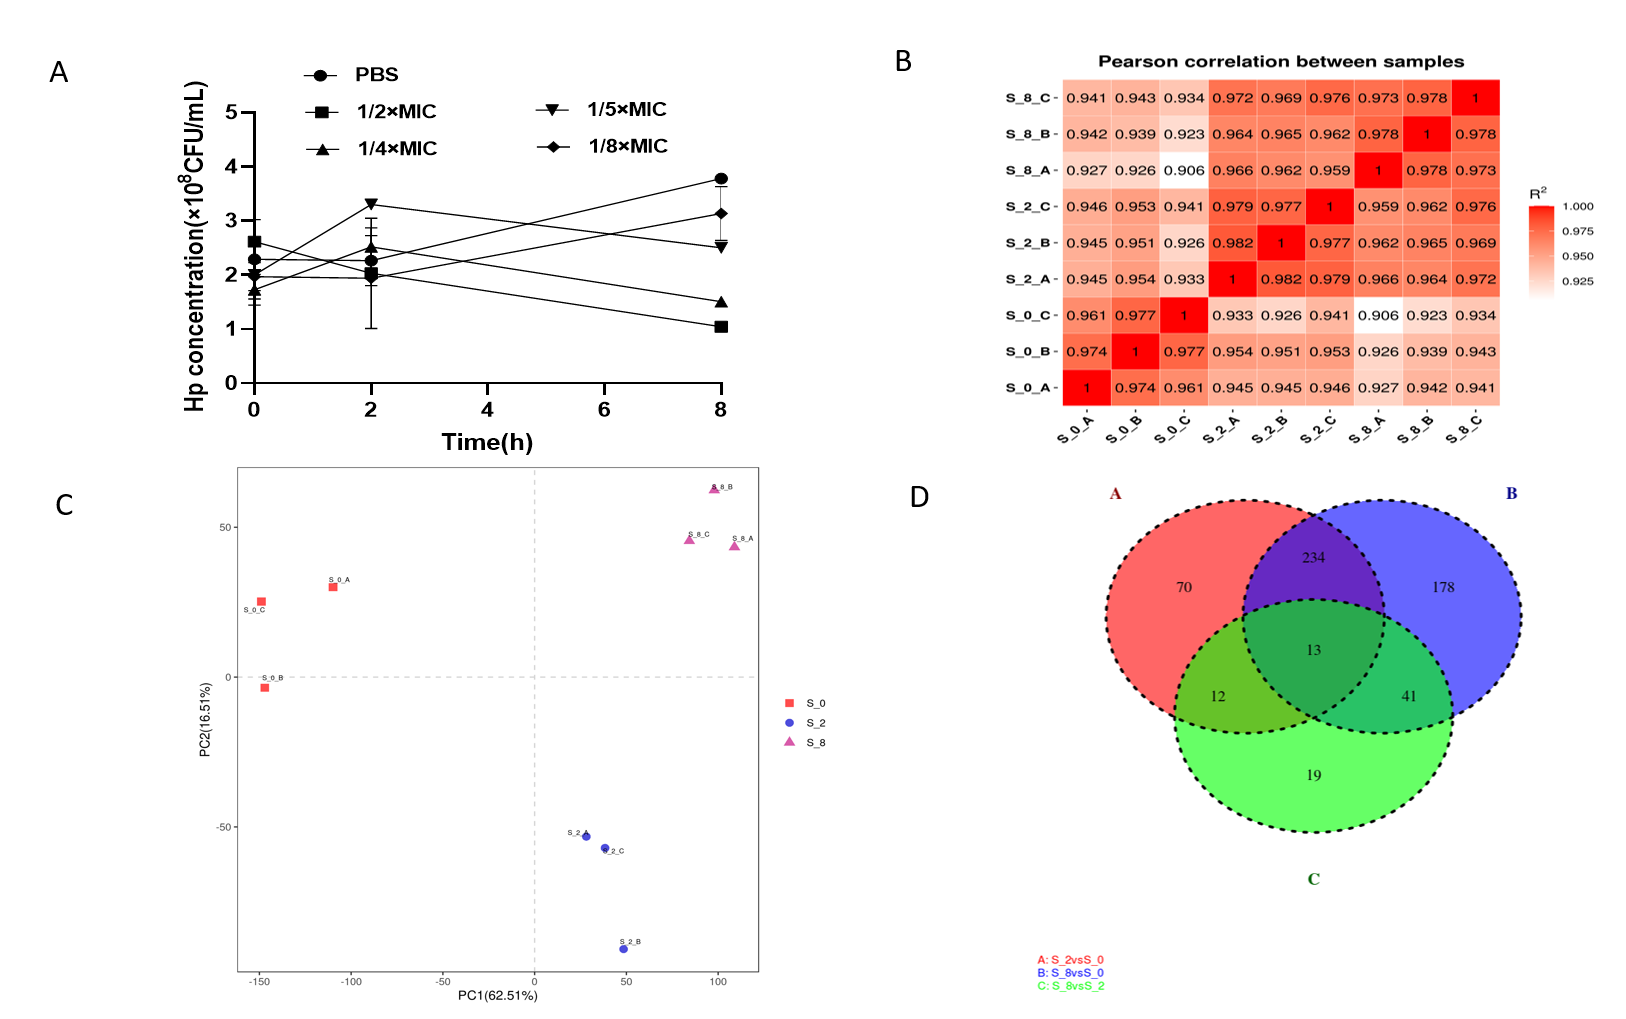 A
PBS
1/2×MIC
1/4×MIC
1/5×MIC
1/8×MIC
Hp concentration(×10⁸CFU/mL)
5
4
3
2
1
0
0 2 4 6 8
Time(h)
B
Pearson correlation between samples
S_8_C 0.941 0.943 0.934 0.972 0.969 0.976 0.973 0.978 1
S_8_B 0.942 0.939 0.923 0.964 0.965 0.962 0.978 1 0.978
S_8_A 0.927 0.926 0.906 0.966 0.962 0.959 1 0.978 0.973
S_2_C 0.946 0.953 0.941 0.979 0.977 1 0.959 0.962 0.976
S_2_B 0.945 0.951 0.926 0.982 1 0.977 0.962 0.965 0.969
S_2_A 0.945 0.954 0.933 1 0.982 0.979 0.966 0.964 0.972
S_0_C 0.961 0.977 1 0.933 0.926 0.941 0.906 0.923 0.934
S_0_B 0.974 1 0.977 0.954 0.951 0.953 0.926 0.939 0.943
S_0_A 1 0.974 0.961 0.945 0.945 0.946 0.927 0.942 0.941
S_0_A S_0_B S_0_C S_2_A S_2_B S_2_C S_8_A S_8_B S_8_C
R²
1.000
0.975
0.950
0.925
C
S_8_B
S_8_C
S_8_A
S_0_A
S_0_C
S_0_B
S_2_A
S_2_C
S_2_B
50
0
-50
PC2(16.51%)
-150 -100 -50 0 50 100
PC1(62.51%)
S_0
S_2
S_8
D
A
B
234
70
178
13
12
41
19
C
A: S_2vsS_0
B: S_8vsS_0
C: S_8vsS_2